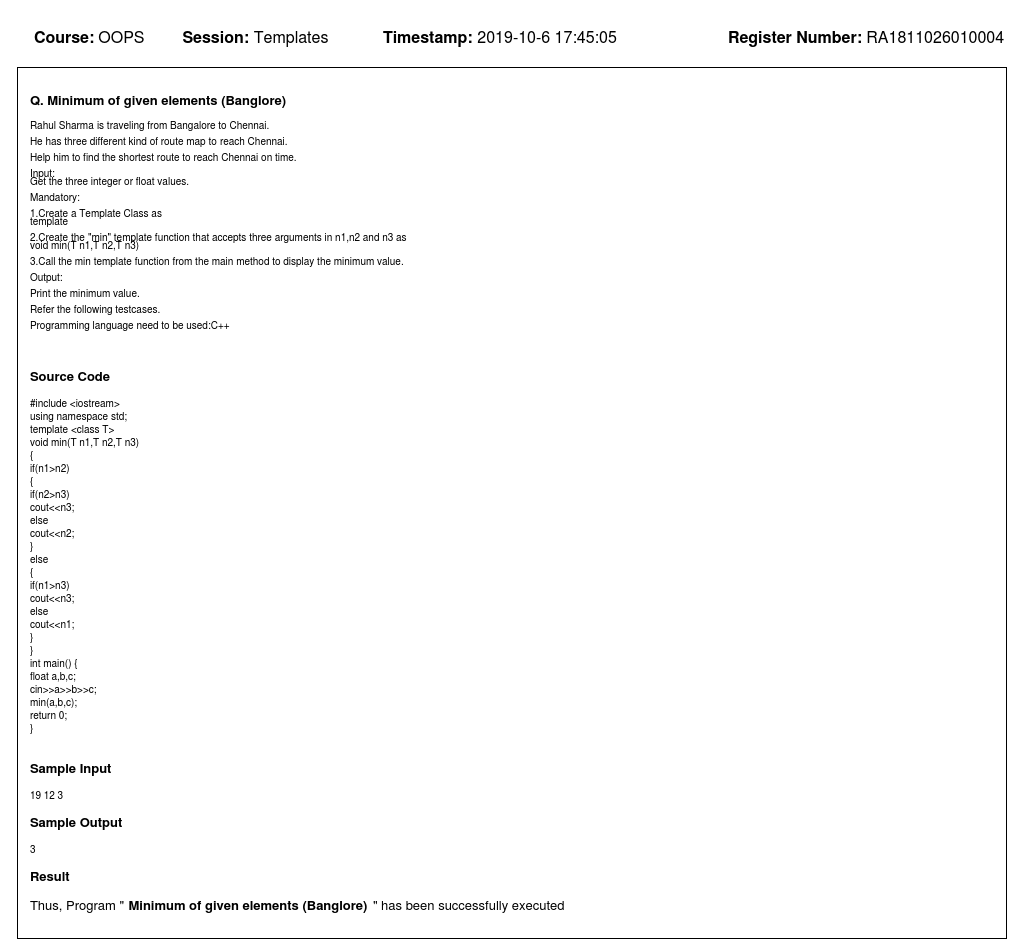 Course: OOPS Session: Templates Timestamp: 2019-10-6 17:45:05 Register Number: RA1811026010004
Q. Minimum of given elements (Banglore)
Rahul Sharma is traveling from Bangalore to Chennai.
He has three different kind of route map to reach Chennai.
Help him to find the shortest route to reach Chennai on time.
Input:
Get the three integer or float values.
Mandatory:
1.Create a Template Class as
template
2.Create the "min" template function that accepts three arguments in n1,n2 and n3 as
void min(T n1,T n2,T n3)
3.Call the min template function from the main method to display the minimum value.
Output:
Print the minimum value.
Refer the following testcases.
Programming language need to be used:C++
Source Code
#include <iostream>
using namespace std;
template <class T>
void min(T n1,T n2,T n3)
{
if(n1>n2)
{
if(n2>n3)
cout<<n3;
else
cout<<n2;
}
else
{
if(n1>n3)
cout<<n3;
else
cout<<n1;
}
}
int main() {
float a,b,c;
cin>>a>>b>>c;
min(a,b,c);
return 0;
}
Sample Input
19 12 3
Sample Output
3
Result
Thus, Program " Minimum of given elements (Banglore) " has been successfully executed